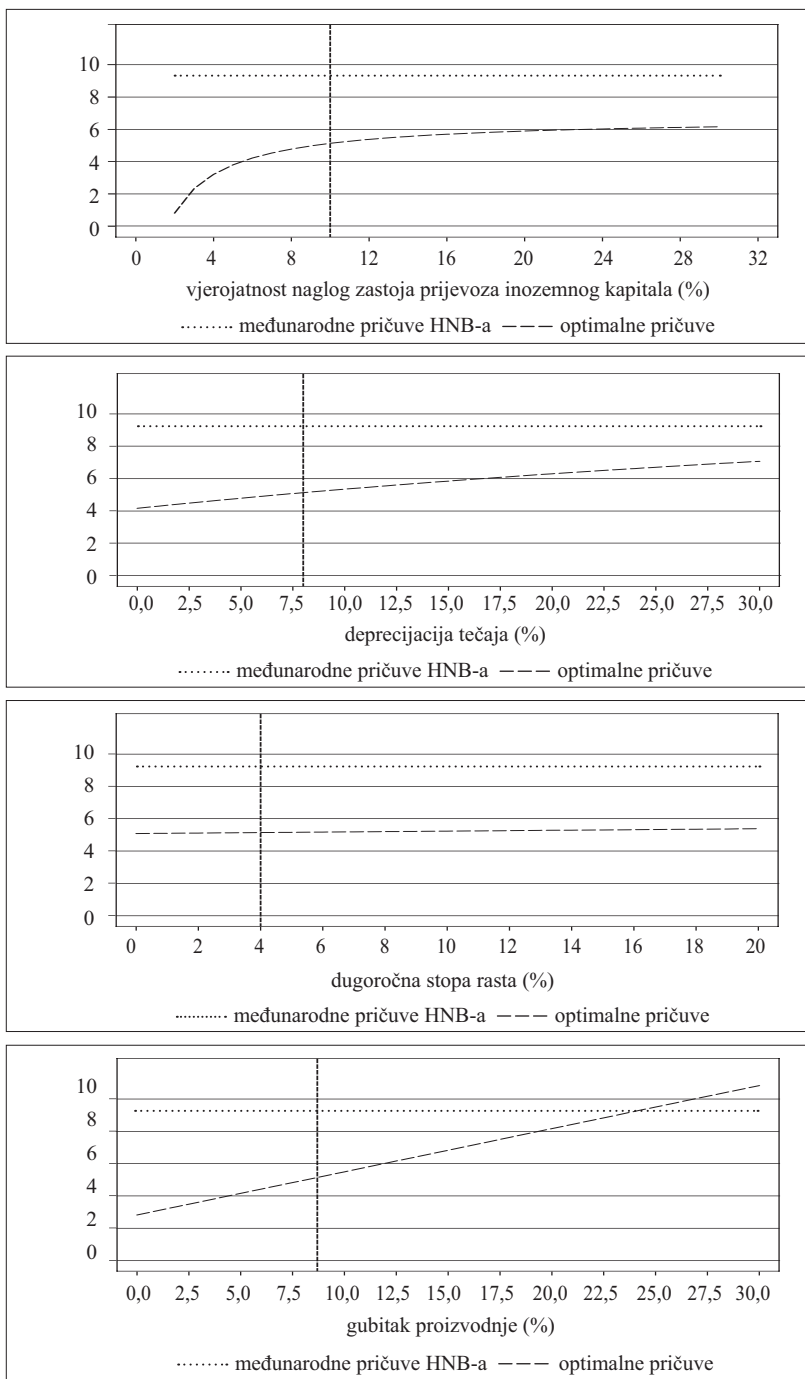 10
8
6
4
2
0
0 4 8 12 16 20 24 28 32
vjerojatnost naglog zastoja prijevoza inozemnog kapitala (%)
međunarodne pričuve HNB-a optimalne pričuve
10
8
6
4
2
0
0,0 2,5 5,0 7,5 10,0 12,5 15,0 17,5 20,0 22,5 25,0 27,5 30,0
deprecijacija tečaja (%)
međunarodne pričuve HNB-a optimalne pričuve
10
8
6
4
2
0
0 2 4 6 8 10 12 14 16 18 20
dugoročna stopa rasta (%)
međunarodne pričuve HNB-a optimalne pričuve
10
8
6
4
2
0
0,0 2,5 5,0 7,5 10,0 12,5 15,0 17,5 20,0 22,5 25,0 27,5 30,0
gubitak proizvodnje (%)
međunarodne pričuve HNB-a optimalne pričuve